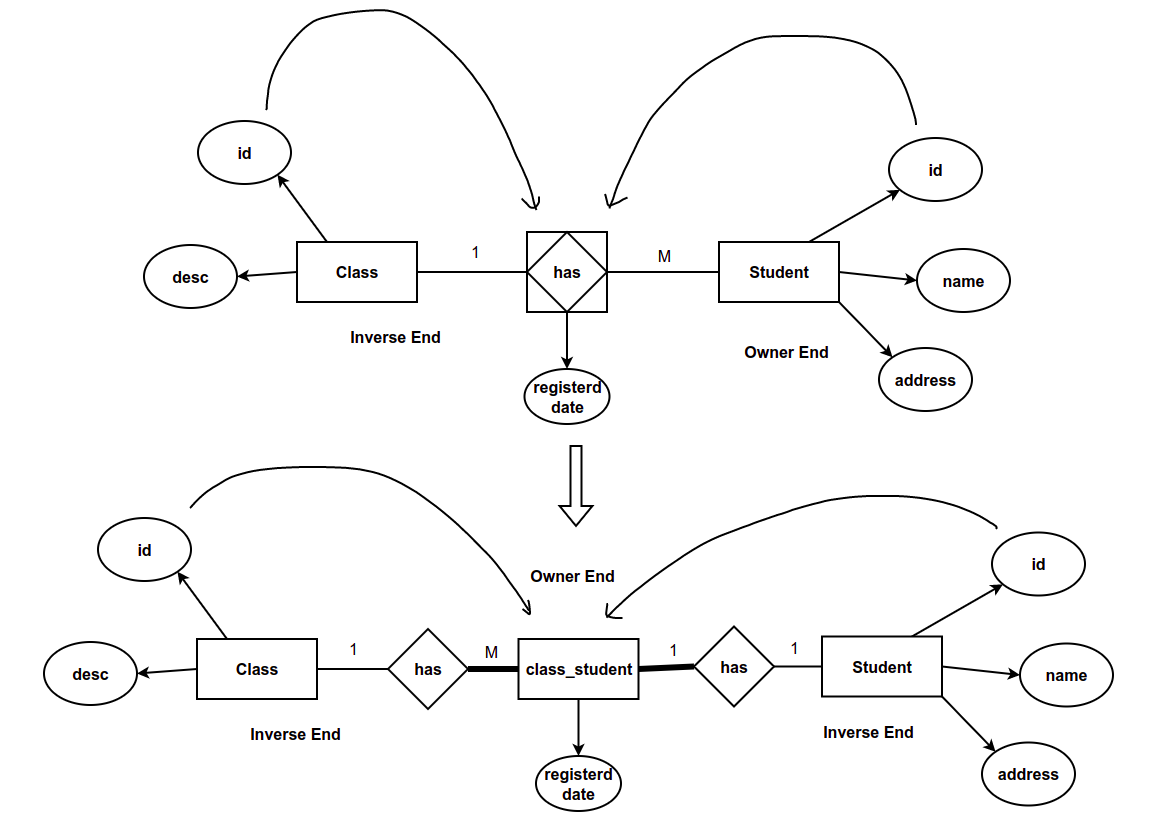 id
id
desc
Class
1
has
M
Student
name
Inverse End
Owner End
address
registerd
date
id
Owner End
id
desc
Class
1
has
M
class_student
1
has
1
Student
name
Inverse End
Inverse End
registerd
date
address